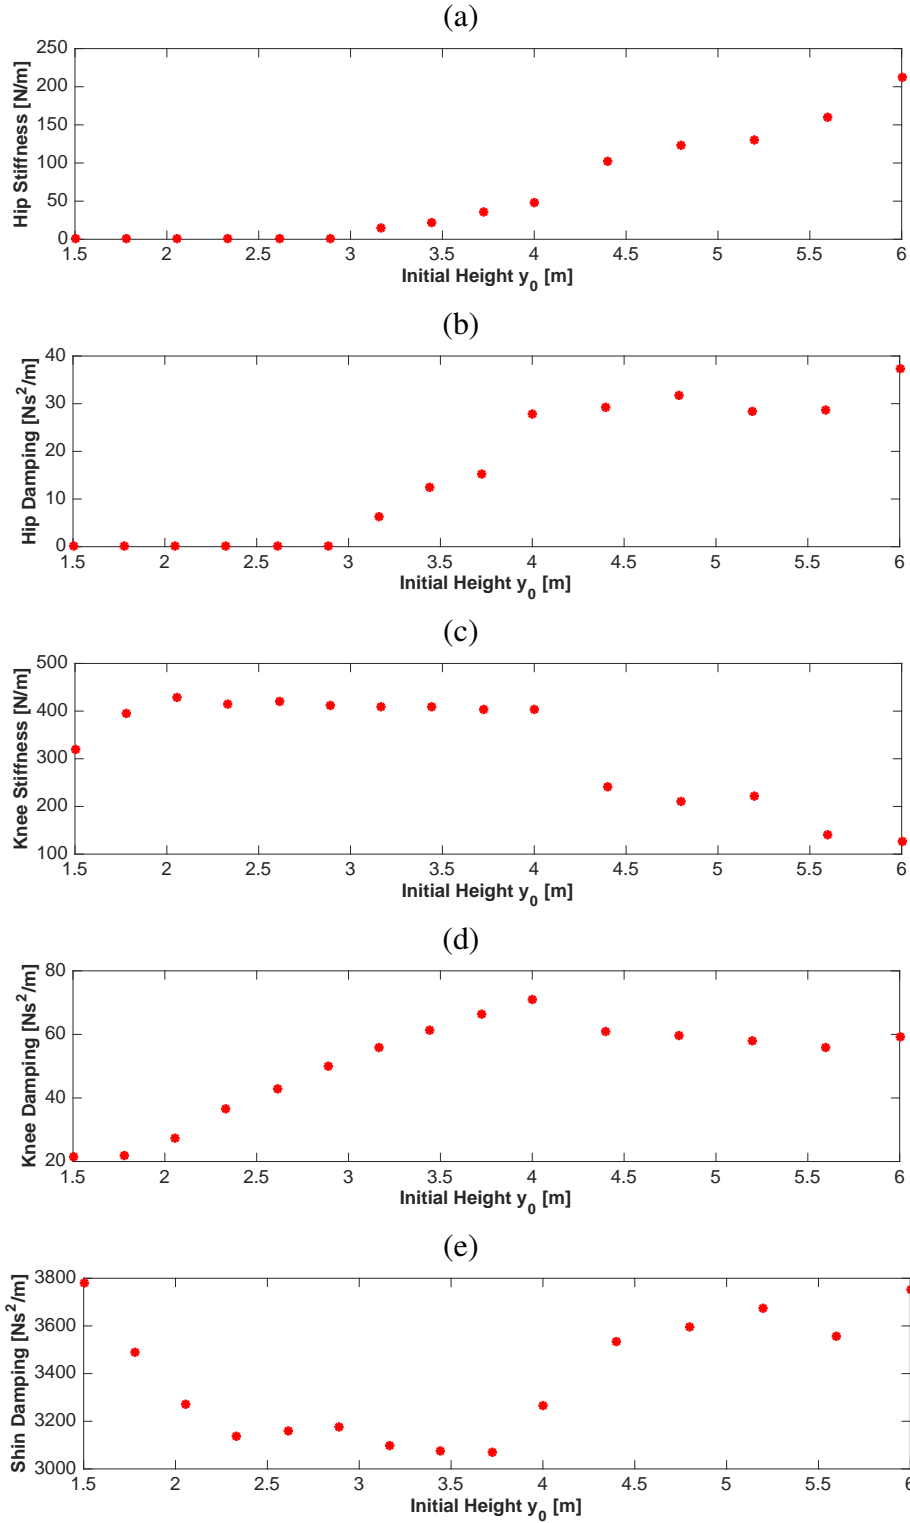 (a)
Hip Stiffness [N/m]
250
200
150
100
50
0
1.5 2 2.5 3 3.5 4 4.5 5 5.5 6
Initial Height y₀ [m]
(b)
Hip Damping [Ns²/m]
40
30
20
10
0
1.5 2 2.5 3 3.5 4 4.5 5 5.5 6
Initial Height y₀ [m]
(c)
Knee Stiffness [N/m]
500
400
300
200
100
1.5 2 2.5 3 3.5 4 4.5 5 5.5 6
Initial Height y₀ [m]
(d)
Knee Damping [Ns²/m]
80
60
40
20
1.5 2 2.5 3 3.5 4 4.5 5 5.5 6
Initial Height y₀ [m]
(e)
Shin Damping [Ns²/m]
3800
3600
3400
3200
3000
1.5 2 2.5 3 3.5 4 4.5 5 5.5 6
Initial Height y₀ [m]